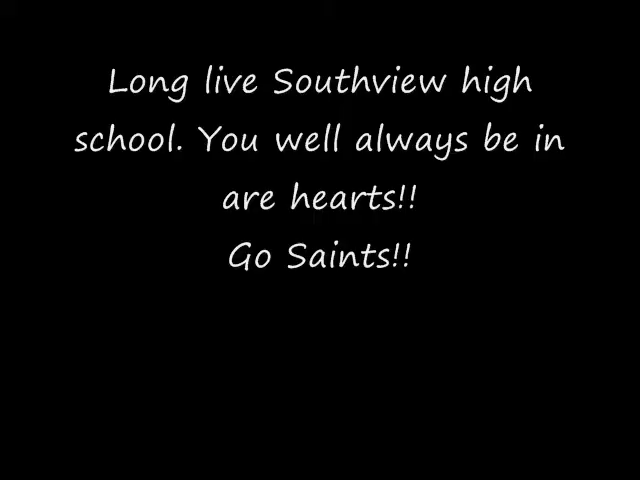 Long live Southview high
school. You well always be in
are hearts!!
Go Saints!!